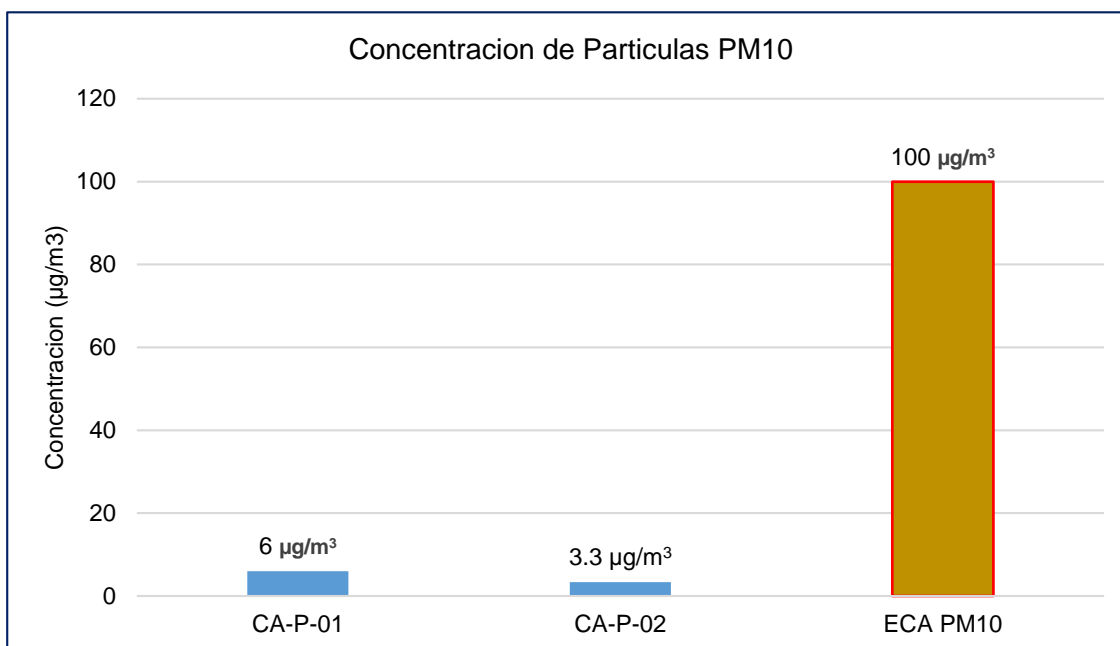 Concentracion de Particulas PM10
Concentracion (µg/m3)
120
100
80
60
40
20
0
6 µg/m³
3.3 µg/m³
100 µg/m³
CA-P-01
CA-P-02
ECA PM10